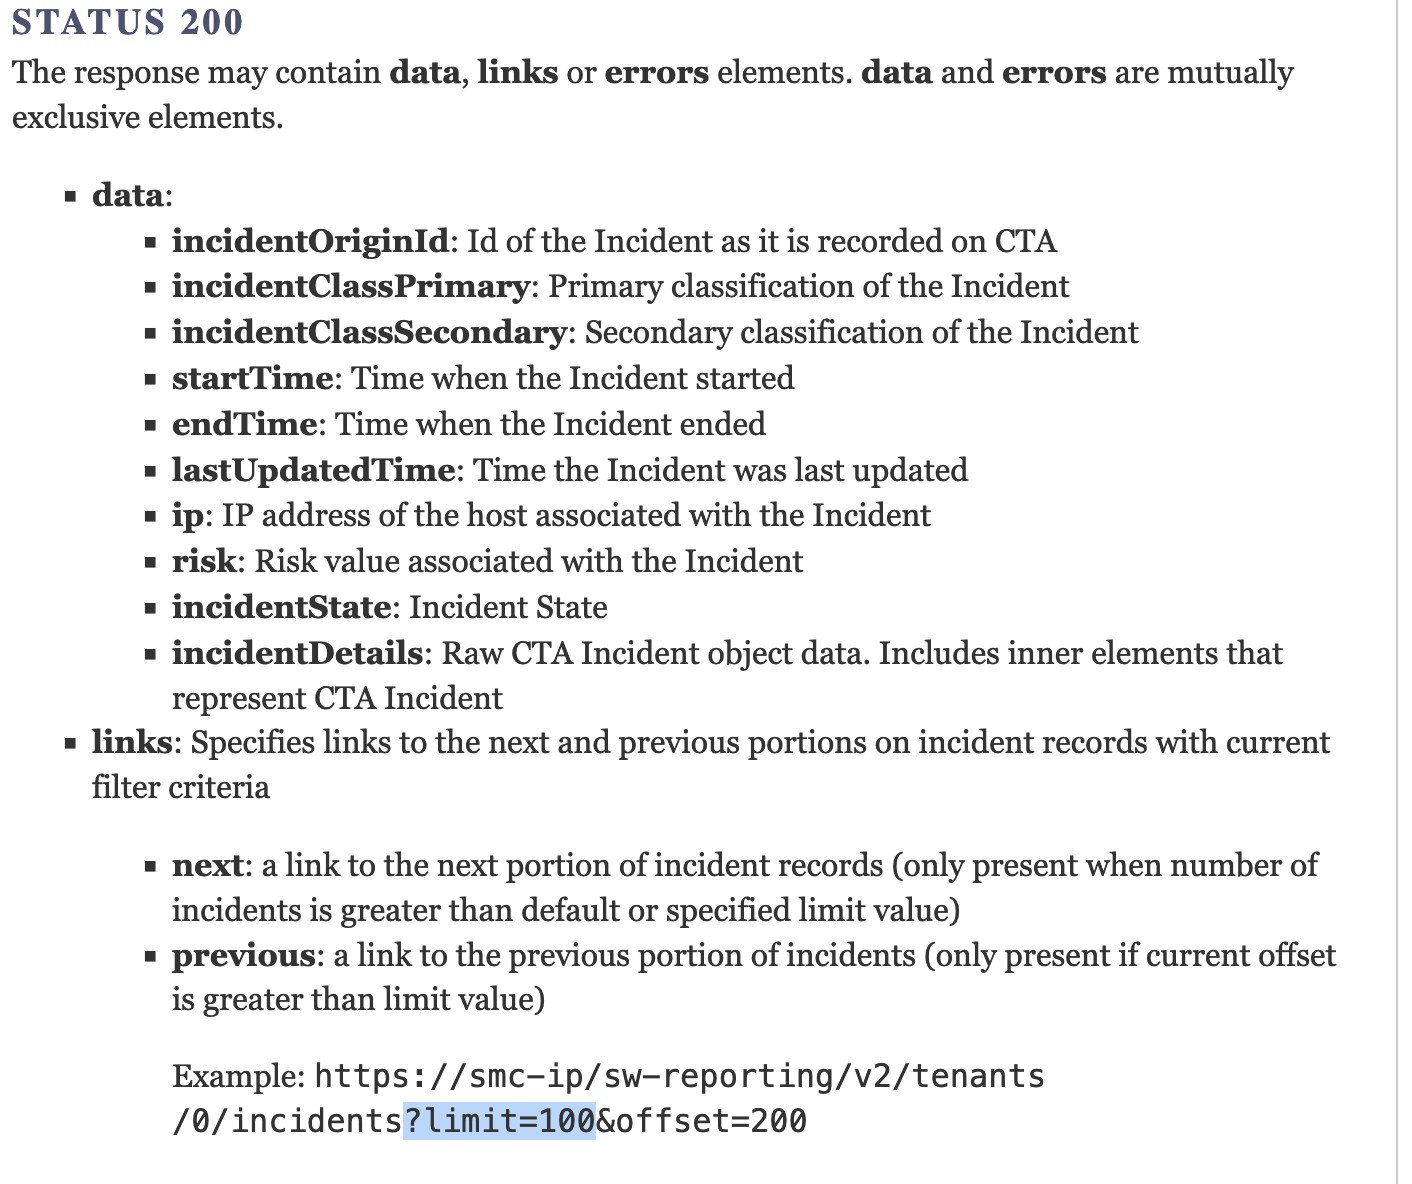 STATUS 200
The response may contain data, links or errors elements. data and errors are mutually
exclusive elements.
▪ data:
▪ incidentOriginId: Id of the Incident as it is recorded on CTA
▪ incidentClassPrimary: Primary classification of the Incident
▪ incidentClassSecondary: Secondary classification of the Incident
▪ startTime: Time when the Incident started
▪ endTime: Time when the Incident ended
▪ lastUpdatedTime: Time the Incident was last updated
▪ ip: IP address of the host associated with the Incident
▪ risk: Risk value associated with the Incident
▪ incidentState: Incident State
▪ incidentDetails: Raw CTA Incident object data. Includes inner elements that
represent CTA Incident
▪ links: Specifies links to the next and previous portions on incident records with current
filter criteria
▪ next: a link to the next portion of incident records (only present when number of
incidents is greater than default or specified limit value)
▪ previous: a link to the previous portion of incidents (only present if current offset
is greater than limit value)
Example: https://smc-ip/sw-reporting/v2/tenants
/0/incidents?limit=100&offset=200